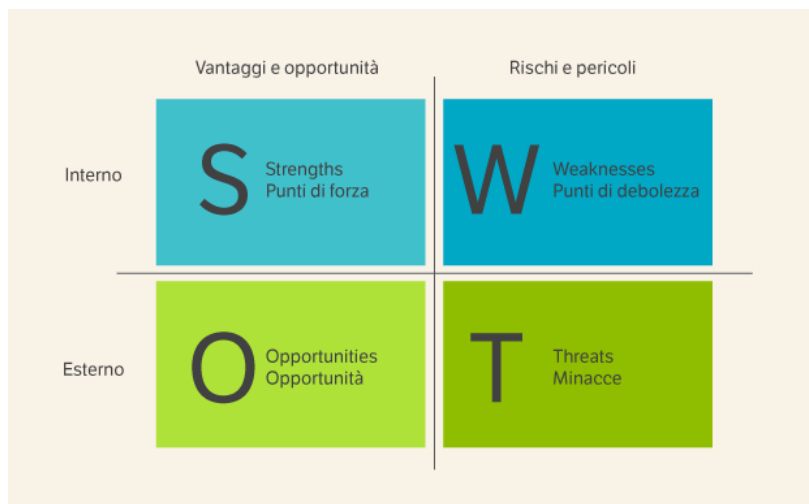 Vantaggi e opportunità
Rischi e pericoli
Interno
S
Strengths
Punti di forza
W
Weaknesses
Punti di debolezza
Esterno
O
Opportunities
Opportunità
T
Threats
Minacce